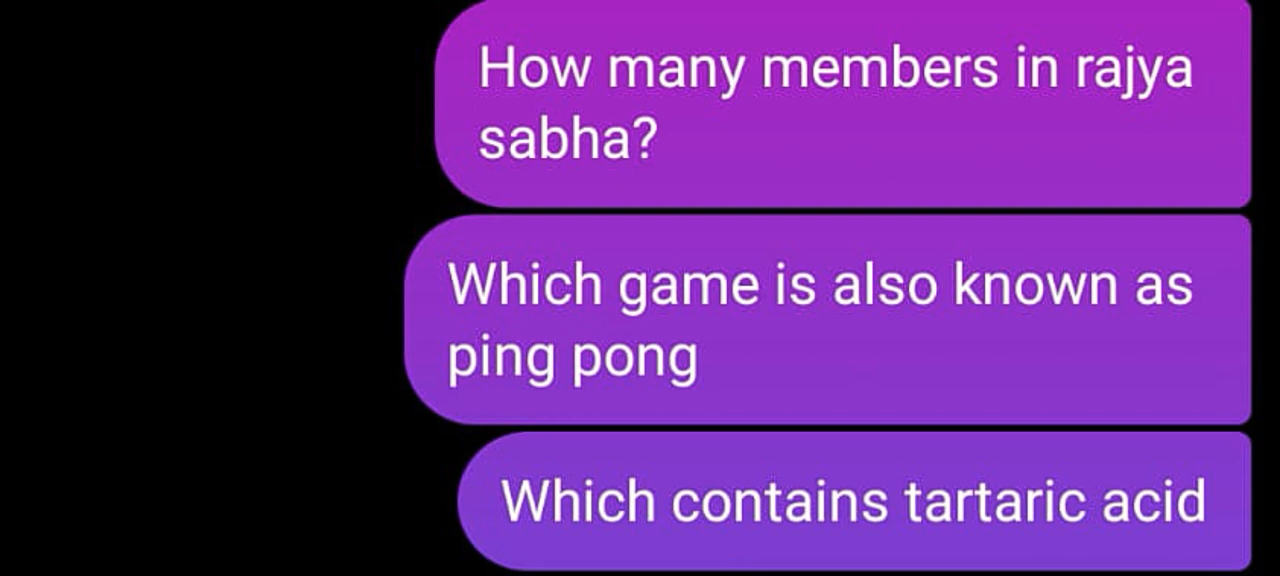 How many members in rajya
sabha?
Which game is also known as
ping pong
Which contains tartaric acid